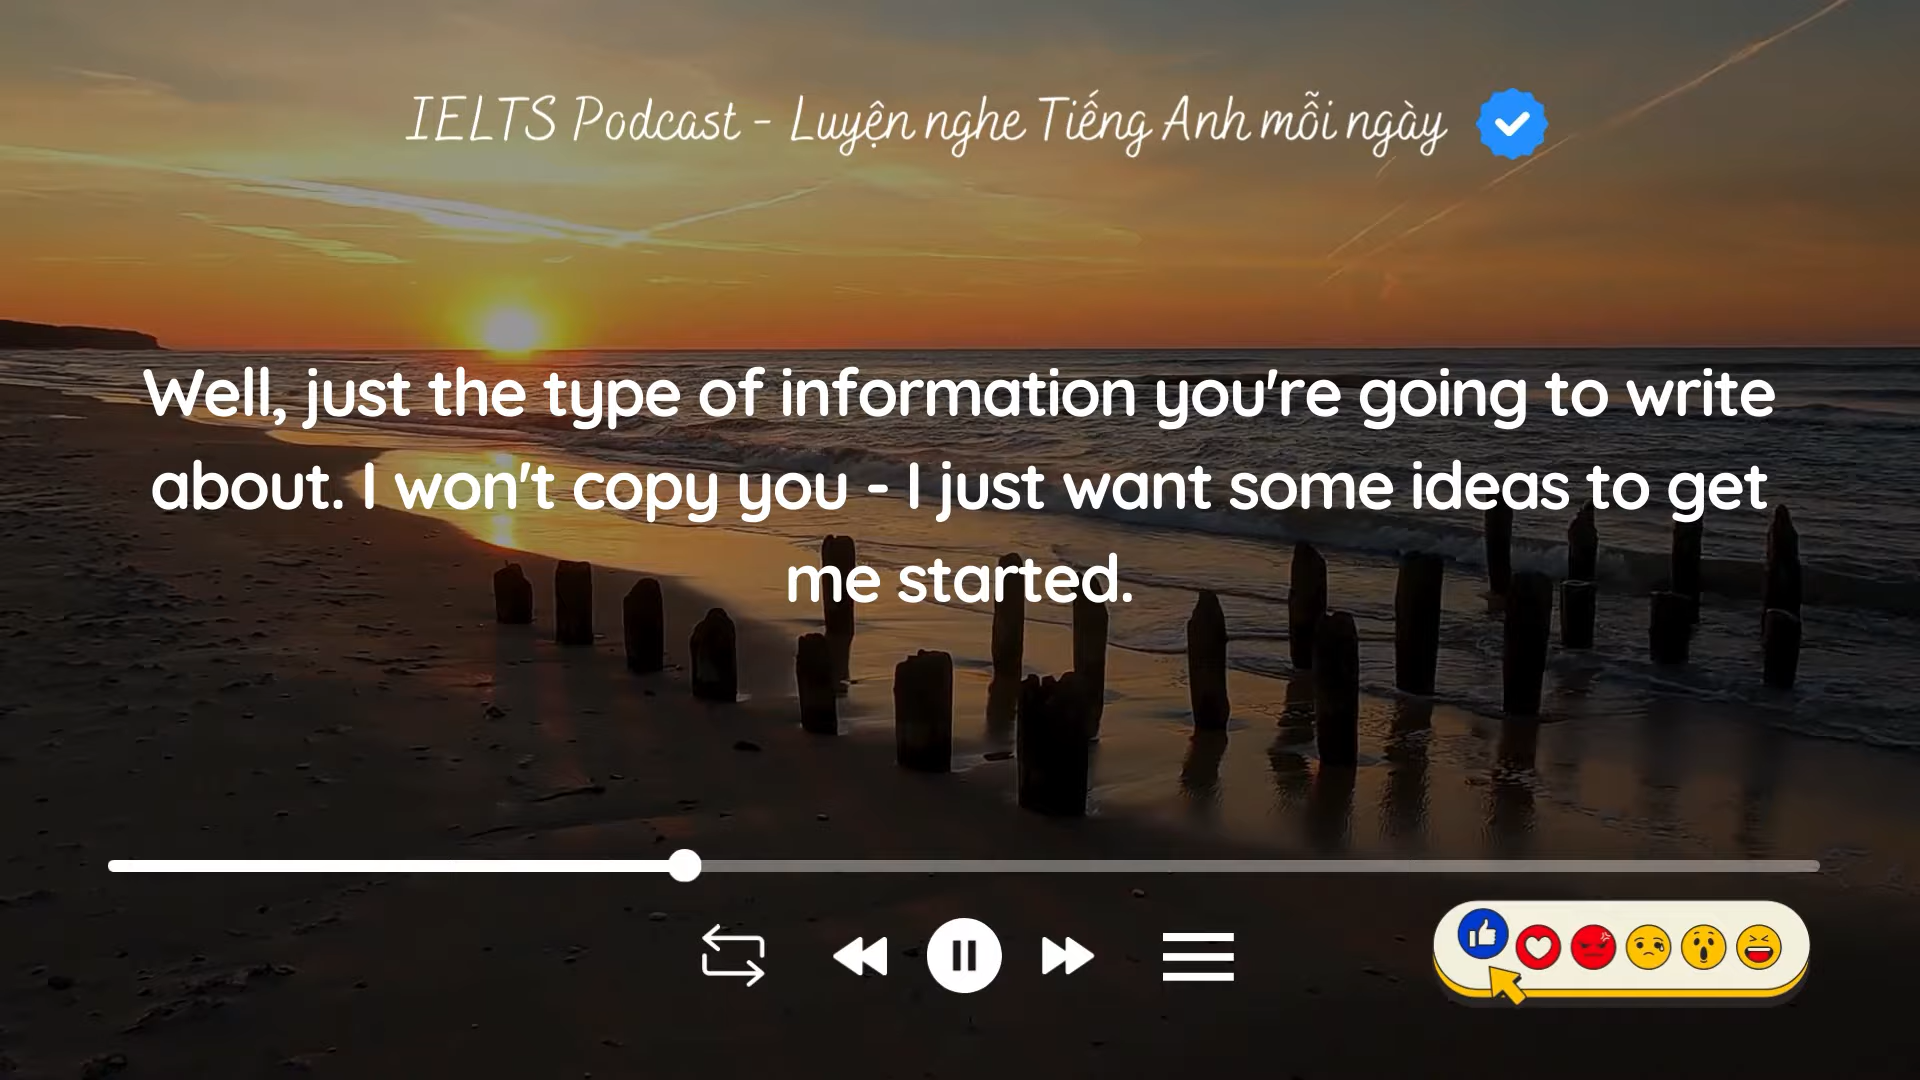 IELTS Podcast - Luyện nghe Tiếng Anh mỗi ngày
Well, just the type of information you're going to write
about. I won't copy you - I just want some ideas to get
me started.